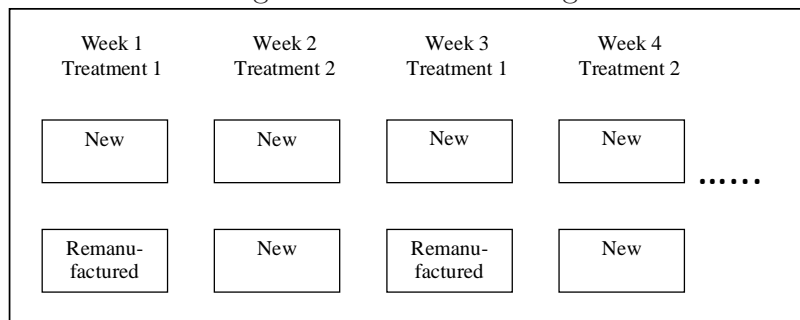 Week 1
Treatment 1
Week 2
Treatment 2
Week 3
Treatment 1
Week 4
Treatment 2
New
New
New
New
......
Remanu-
factured
New
Remanu-
factured
New